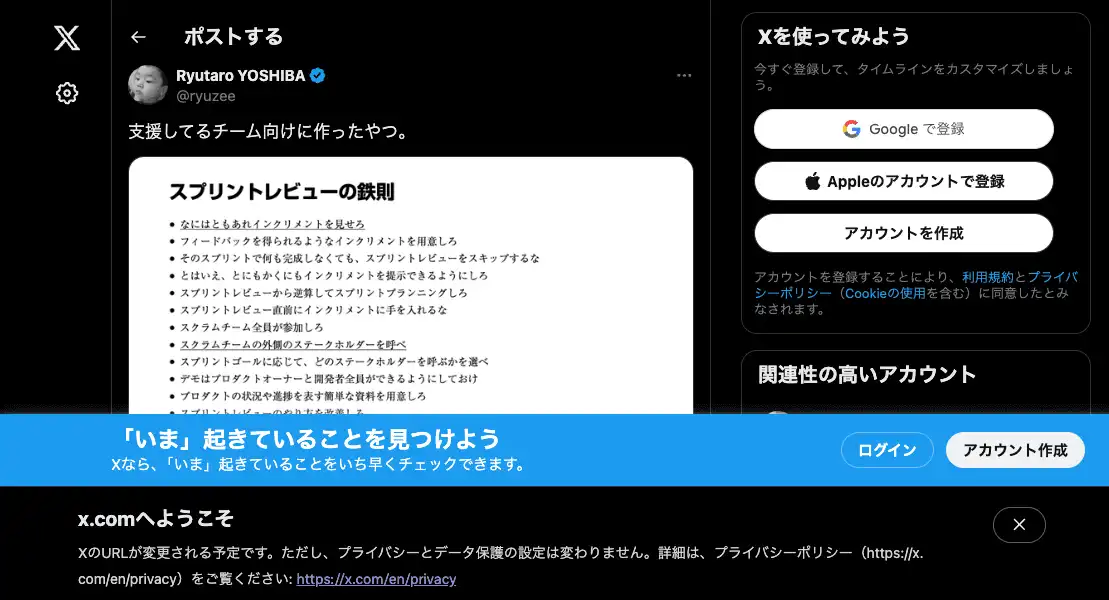 ポストする
Ryutaro YOSHIBA
@ryuzee
支援してるチーム向けに作ったやつ。
スプリントレビューの鉄則
• なにはともあれインクリメントを見せろ
• フィードバックを得られるようなインクリメントを用意しろ
• そのスプリントで何も完成しなくても、スプリントレビューをスキップするな
• とはいえ、とにもかくにもインクリメントを提示できるようにしろ
• スプリントレビューから逆算してスプリントプランニングしろ
• スプリントレビュー直前にインクリメントに手を入れるな
• スクラムチーム全員が参加しろ
• スクラムチームの外側のステークホルダーを呼べ
• スプリントゴールに応じて、どのステークホルダーを呼ぶかを選べ
• デモはプロダクトオーナーと開発者全員ができるようにしておけ
• プロダクトの状況や進捗を表す簡単な資料を用意しろ
• スプリントレビューのやり方を改善しろ
Xを使ってみよう
今すぐ登録して、タイムラインをカスタマイズしましょ
う。
Google で登録
Appleのアカウントで登録
アカウントを作成
アカウントを登録することにより、利用規約とプライバ
シーポリシー（Cookieの使用を含む）に同意したとみ
なされます。
関連性の高いアカウント
「いま」起きていることを見つけよう
Xなら、「いま」起きていることをいち早くチェックできます。
ログイン
アカウント作成
x.comへようこそ
XのURLが変更される予定です。ただし、プライバシーとデータ保護の設定は変わりません。詳細は、プライバシーポリシー（https://x.
com/en/privacy）をご覧ください: https://x.com/en/privacy